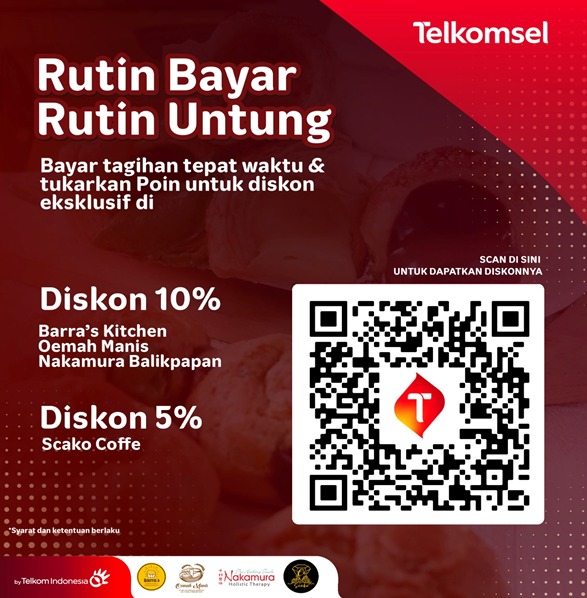 Telkomsel
Rutin Bayar
Rutin Untung
Bayar tagihan tepat waktu &
tukarkan Poin untuk diskon
eksklusif di
SCAN DI SINI
UNTUK DAPATKAN DISKONNYA
Diskon 10%
Barra's Kitchen
Oemah Manis
Nakamura Balikpapan
Diskon 5%
Scako Coffe
*Syarat dan ketentuan berlaku
by Telkom Indonesia
Oemah Manis
Nakamura
Holistic Therapy